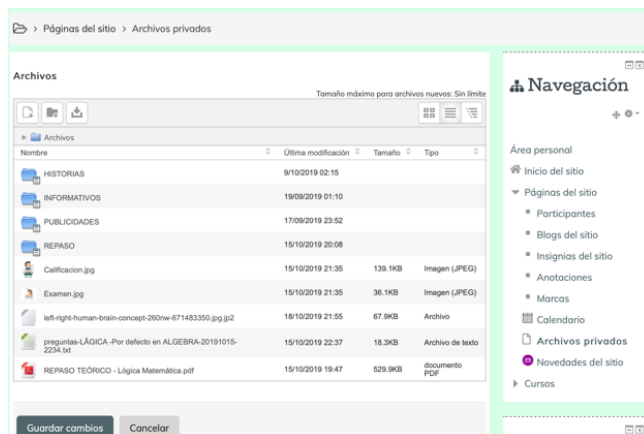 Páginas del sitio > Archivos privados
Archivos
Tamaño máximo para archivos nuevos: Sin límite
Archivos
Nombre Última modificación Tamaño Tipo
HISTORIAS 9/10/2019 02:15
INFORMATIVOS 19/09/2019 01:10
PUBLICIDADES 17/09/2019 23:52
REPASO 15/10/2019 20:08
Calificacion.jpg 15/10/2019 21:35 139.1KB Imagen (JPEG)
Examen.jpg 15/10/2019 21:35 36.1KB Imagen (JPEG)
left-right-human-brain-concept-260nw-671483350.jpg.jp2 18/10/2019 21:55 67.9KB Archivo
preguntas-LÃGICA -Por defecto en ALGEBRA-20191015-
2234.txt 15/10/2019 22:37 18.3KB Archivo de texto
REPASO TEÓRICO - Lógica Matemática.pdf 15/10/2019 19:47 529.9KB documento
PDF
Guardar cambios Cancelar
Navegación
Área personal
Inicio del sitio
Páginas del sitio
Participantes
Blogs del sitio
Insignias del sitio
Anotaciones
Marcas
Calendario
Archivos privados
Novedades del sitio
Cursos